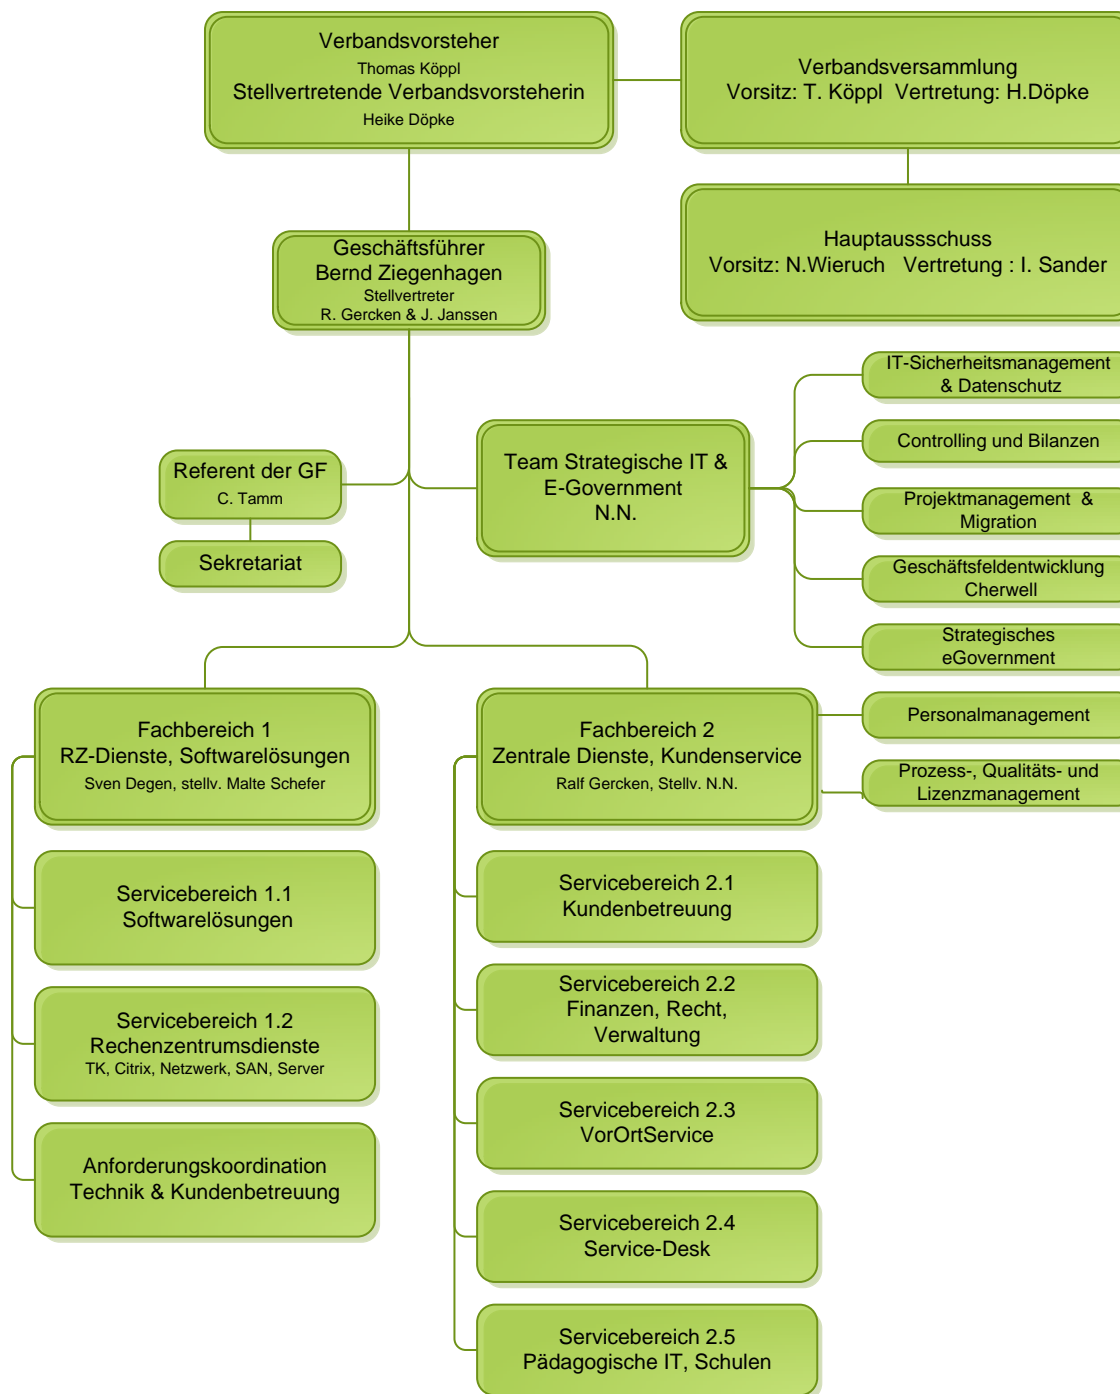 Verbandsvorsteher
Thomas Köppl
Stellvertretende Verbandsvorsteherin
Heike Döpke
Verbandsversammlung
Vorsitz: T. Köppl  Vertretung: H.Döpke
Hauptaussschuss
Vorsitz: N.Wieruch   Vertretung : I. Sander
Geschäftsführer
Bernd Ziegenhagen
Stellvertreter
R. Gercken & J. Janssen
Referent der GF
C. Tamm
Sekretariat
Team Strategische IT &
E-Government
N.N.
IT-Sicherheitsmanagement
& Datenschutz
Controlling und Bilanzen
Projektmanagement  &
Migration
Geschäftsfeldentwicklung
Cherwell
Strategisches
eGovernment
Fachbereich 1
RZ-Dienste, Softwarelösungen
Sven Degen, stellv. Malte Schefer
Servicebereich 1.1
Softwarelösungen
Servicebereich 1.2
Rechenzentrumsdienste
TK, Citrix, Netzwerk, SAN, Server
Anforderungskoordination
Technik & Kundenbetreuung
Fachbereich 2
Zentrale Dienste, Kundenservice
Ralf Gercken, Stellv. N.N.
Personalmanagement
Prozess-, Qualitäts- und
Lizenzmanagement
Servicebereich 2.1
Kundenbetreuung
Servicebereich 2.2
Finanzen, Recht,
Verwaltung
Servicebereich 2.3
VorOrtService
Servicebereich 2.4
Service-Desk
Servicebereich 2.5
Pädagogische IT, Schulen